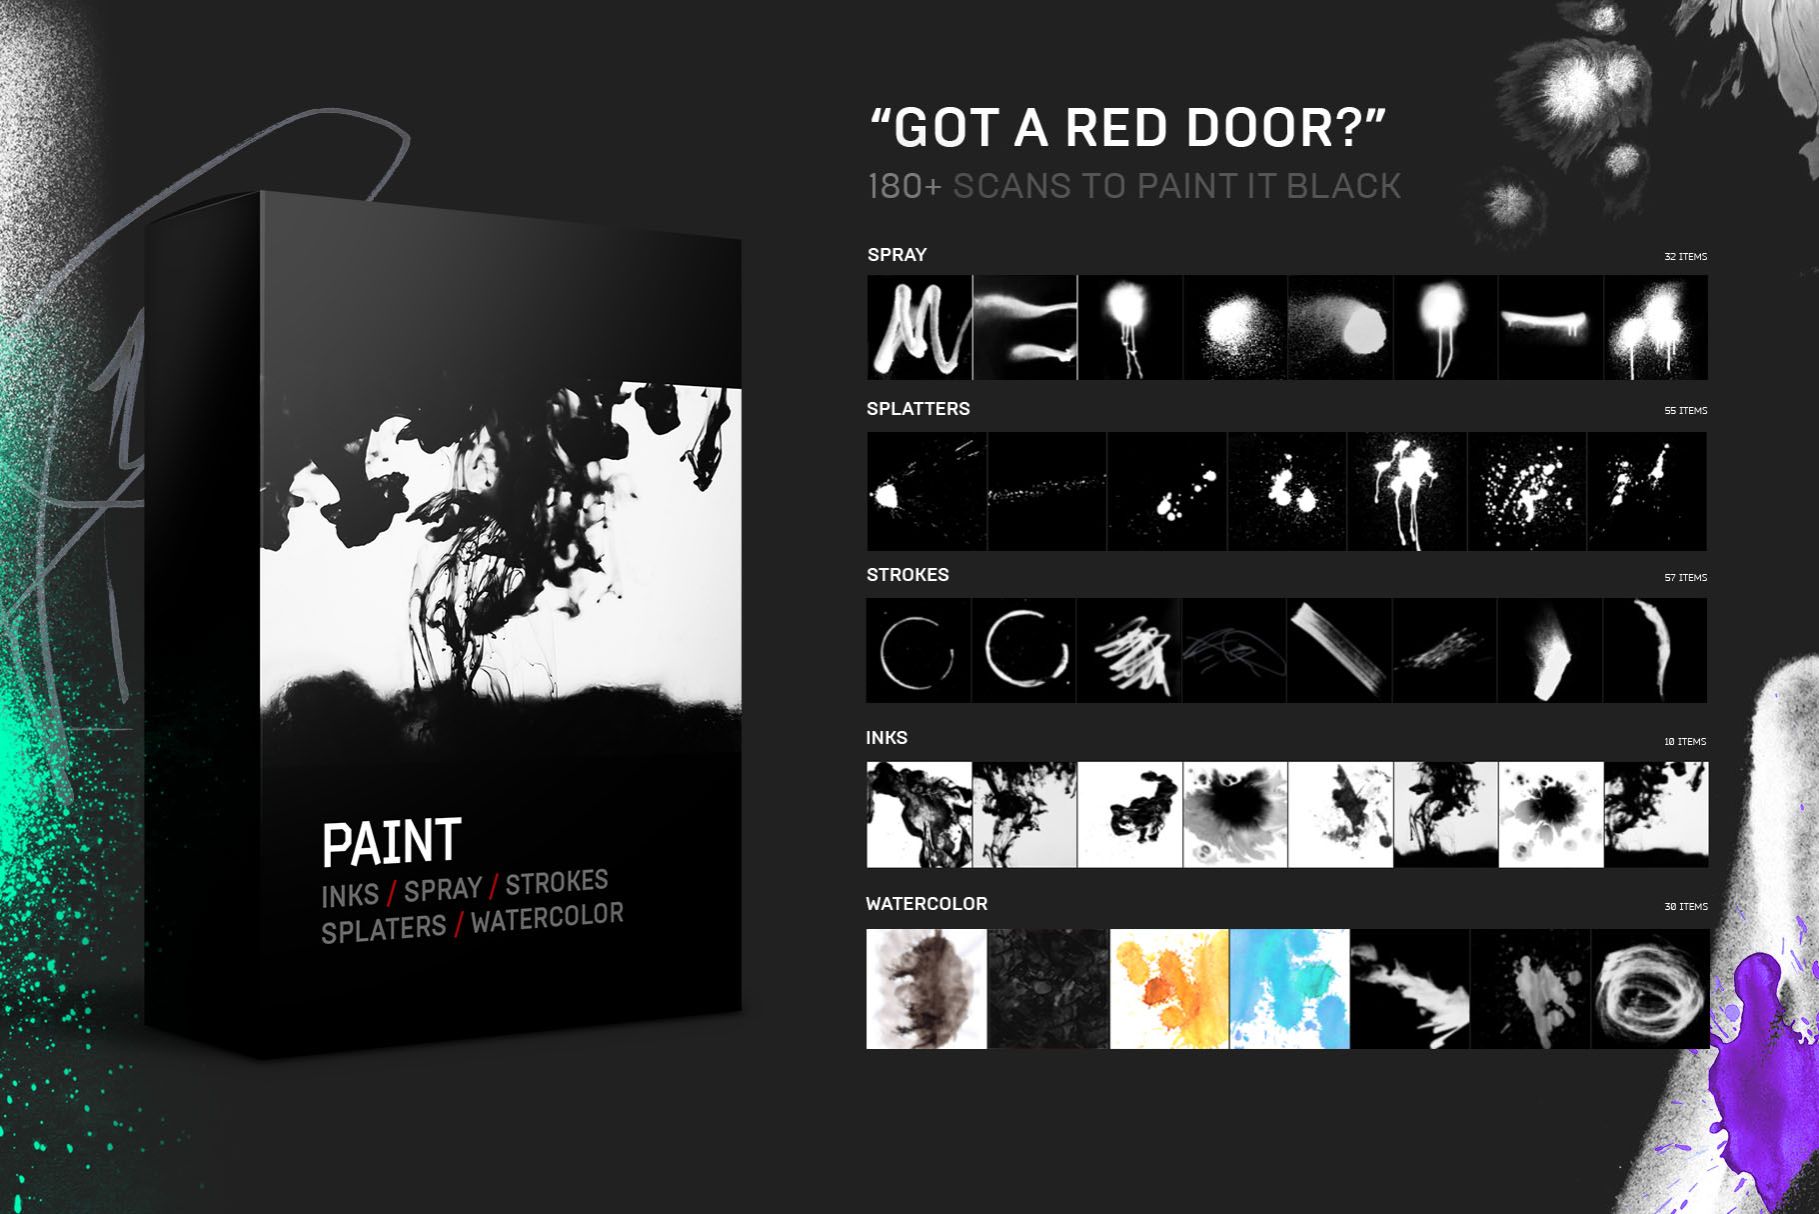 “GOT A RED DOOR?”
180+ SCANS TO PAINT IT BLACK
SPRAY
32 ITEMS
SPLATTERS
55 ITEMS
STROKES
57 ITEMS
INKS
10 ITEMS
WATERCOLOR
30 ITEMS
PAINT
INKS / SPRAY / STROKES
SPLATERS / WATERCOLOR